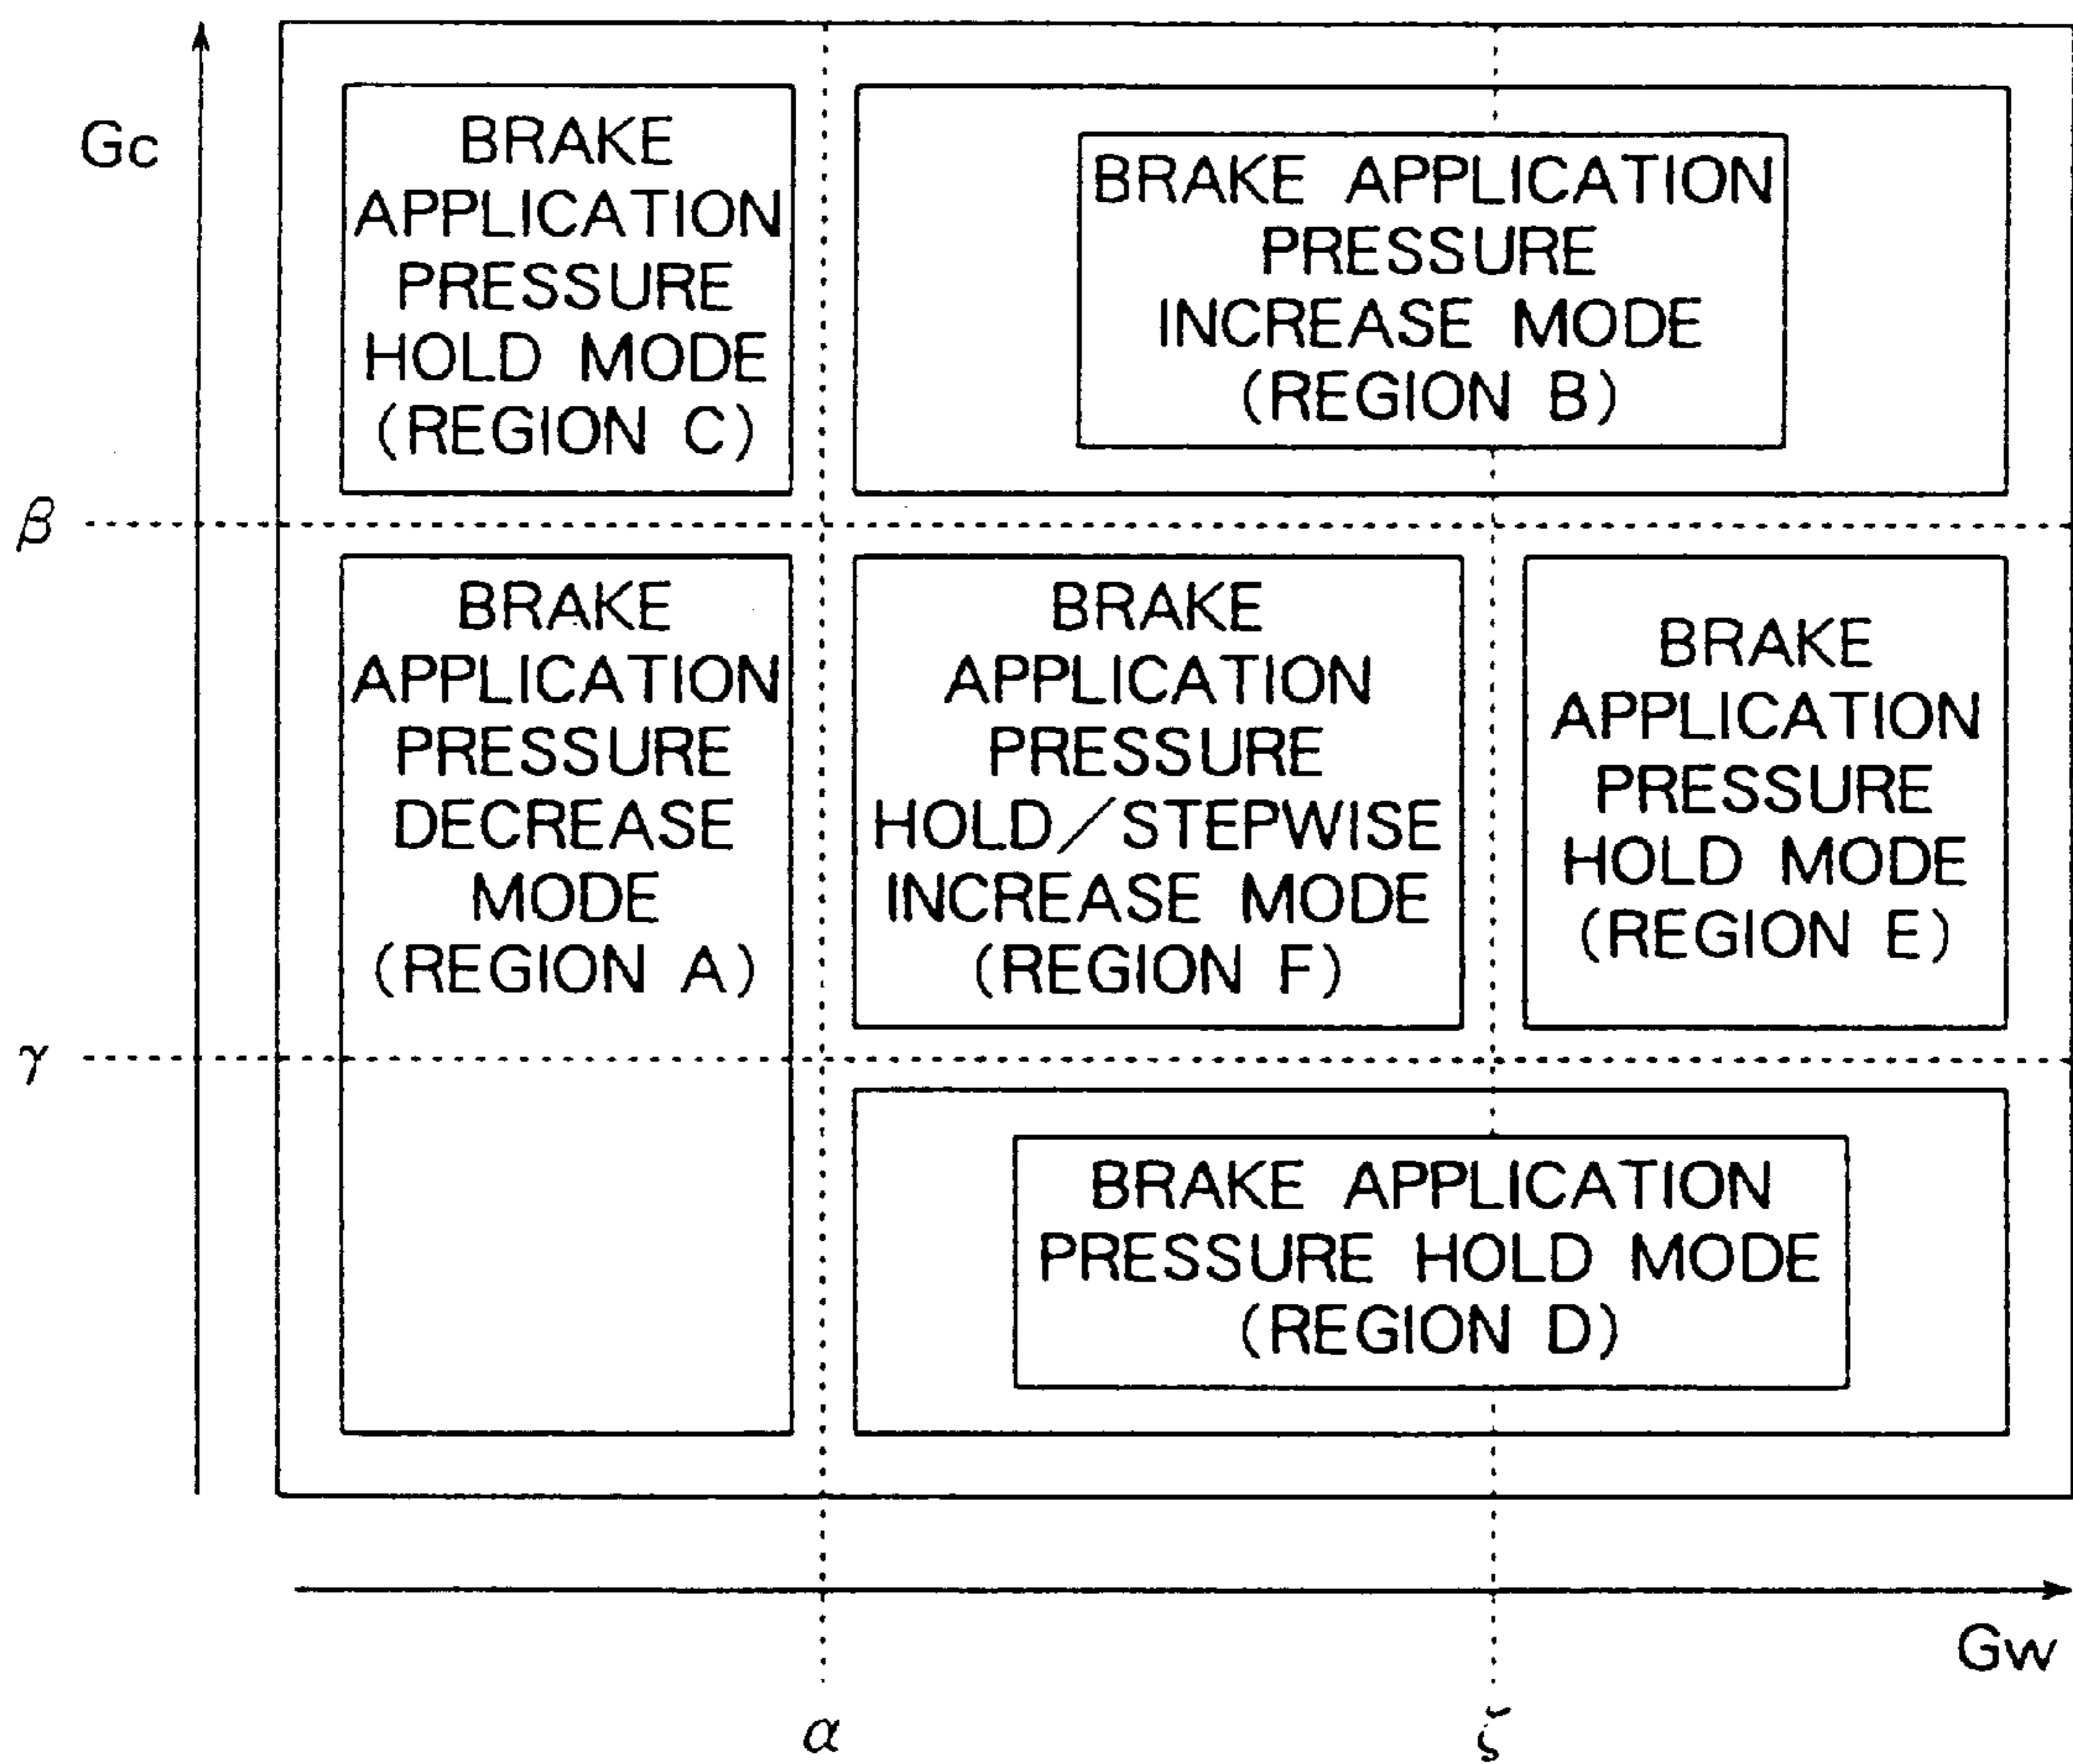 Gc
BRAKE
APPLICATION
PRESSURE
HOLD MODE
(REGION C)
BRAKE APPLICATION
PRESSURE
INCREASE MODE
(REGION B)
β
BRAKE
APPLICATION
PRESSURE
DECREASE
MODE
(REGION A)
BRAKE
APPLICATION
PRESSURE
HOLD/STEPWISE
INCREASE MODE
(REGION F)
BRAKE
APPLICATION
PRESSURE
HOLD MODE
(REGION E)
γ
BRAKE APPLICATION
PRESSURE HOLD MODE
(REGION D)
Gw
α
ζ